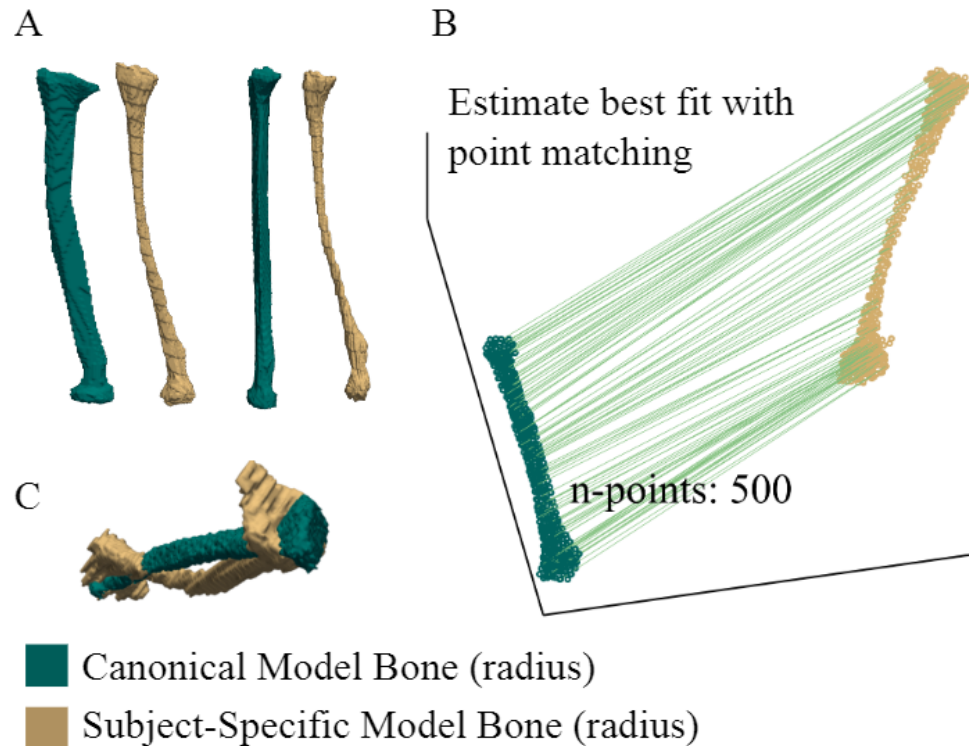 A
B
Estimate best fit with
point matching
n-points: 500
C
Canonical Model Bone (radius)
Subject-Specific Model Bone (radius)